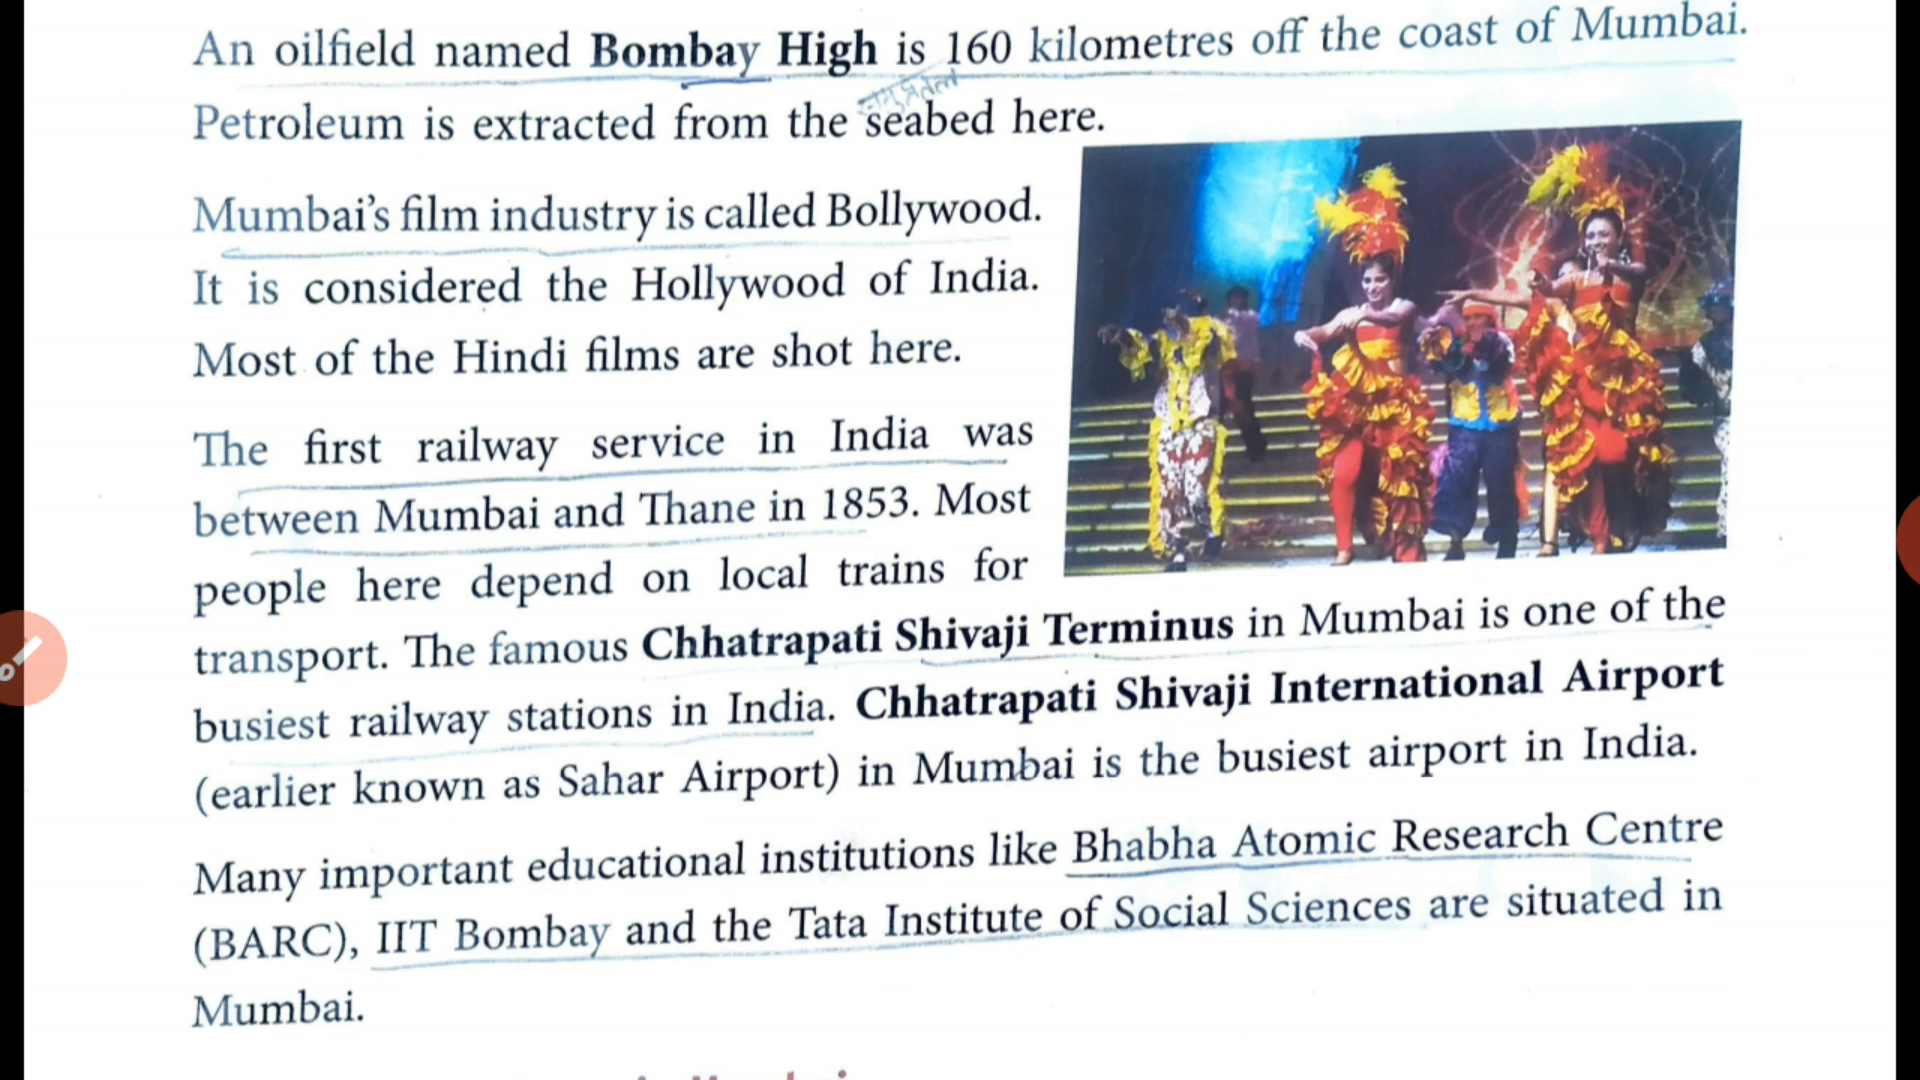 An oilfield named Bombay High is 160 kilometres off the coast of Mumbai.
Petroleum is extracted from the seabed here.
Mumbai's film industry is called Bollywood.
It is considered the Hollywood of India.
Most of the Hindi films are shot here.
The first railway service in India was
between Mumbai and Thane in 1853. Most
people here depend on local trains for
transport. The famous Chhatrapati Shivaji Terminus in Mumbai is one of the
busiest railway stations in India. Chhatrapati Shivaji International Airport
(earlier known as Sahar Airport) in Mumbai is the busiest airport in India.
Many important educational institutions like Bhabha Atomic Research Centre
(BARC), IIT Bombay and the Tata Institute of Social Sciences are situated in
Mumbai.